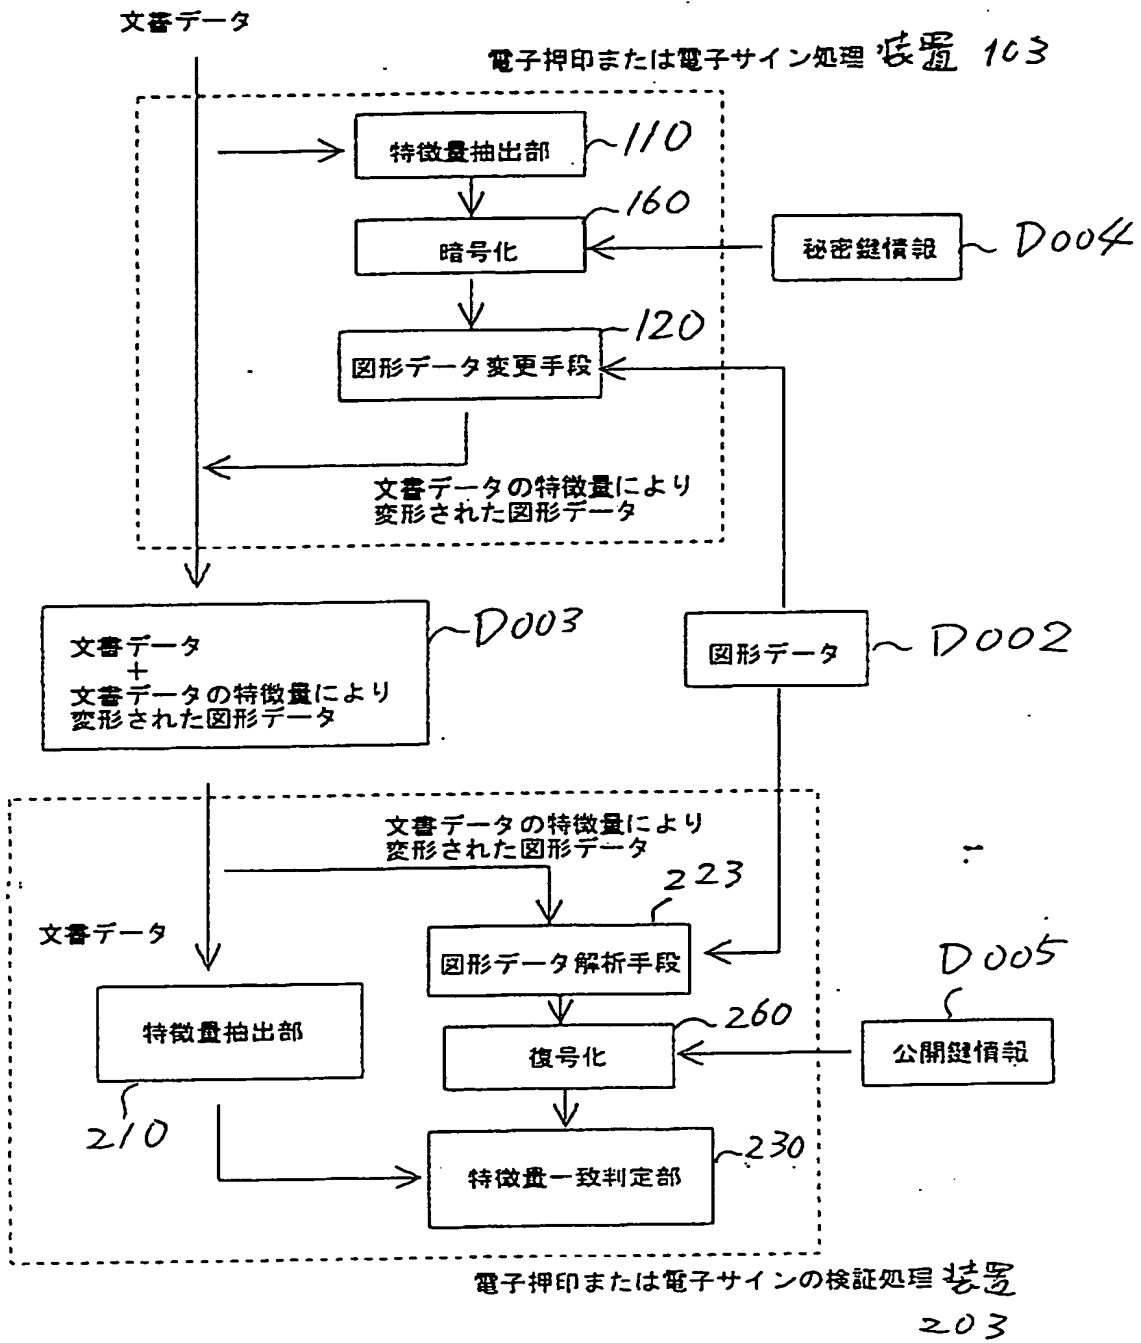 文書データ
電子押印または電子サイン処理装置 103
特徴量抽出部
110
160
暗号化
秘密鍵情報
D004
120
図形データ変更手段
文書データの特徴量により
変形された図形データ
文書データ
+
文書データの特徴量により
変形された図形データ
D003
図形データ
D002
文書データの特徴量により
変形された図形データ
223
文書データ
図形データ解析手段
D005
特徴量抽出部
260
復号化
公開鍵情報
210
230
特徴量一致判定部
電子押印または電子サインの検証処理装置
203